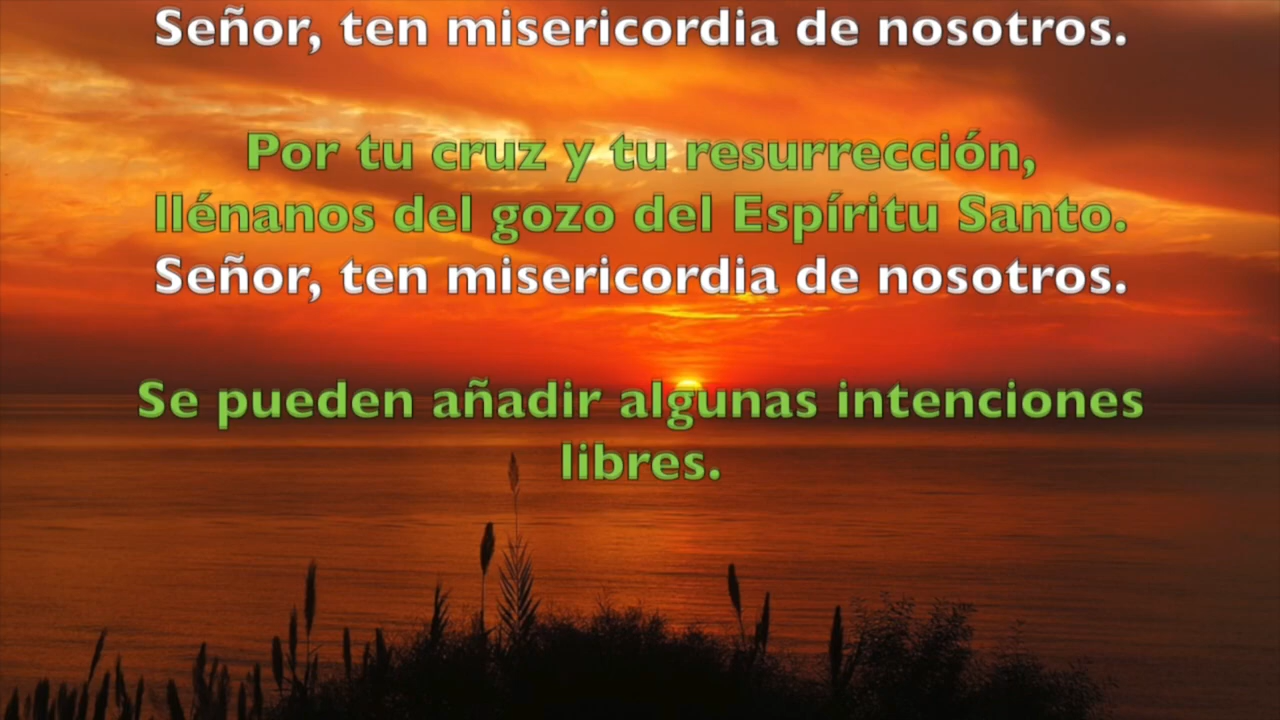 Señor, ten misericordia de nosotros.
Por tu cruz y tu resurrección,
llénanos del gozo del Espíritu Santo.
Señor, ten misericordia de nosotros.
Se pueden añadir algunas intenciones
libres.